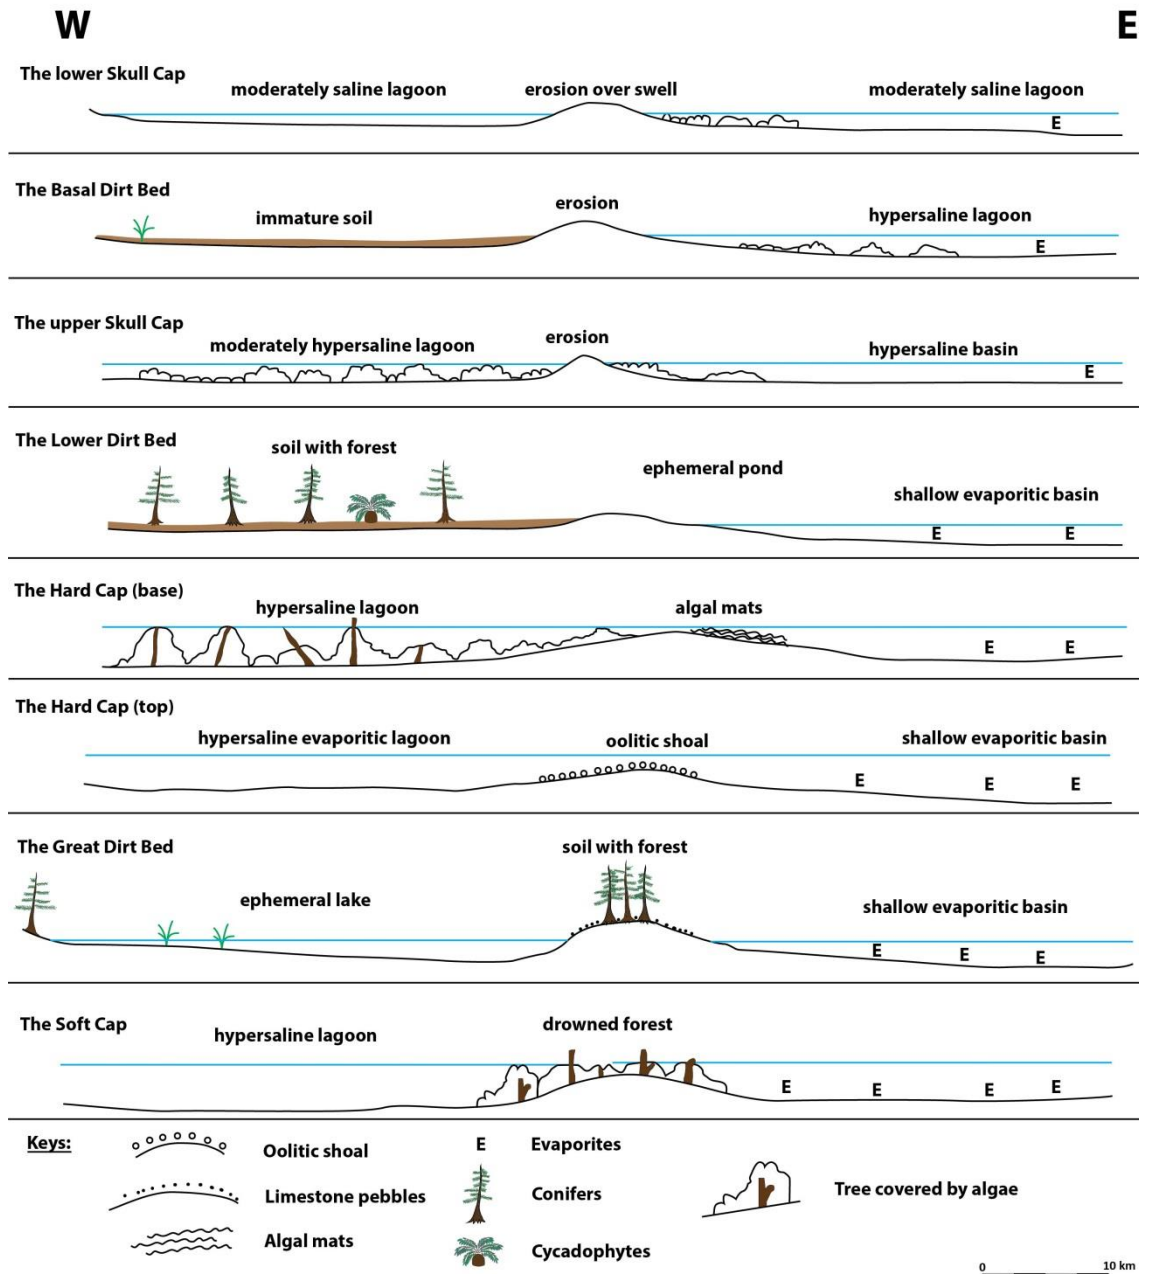 W
E
The lower Skull Cap
moderately saline lagoon
erosion over swell
moderately saline lagoon
E
The Basal Dirt Bed
immature soil
erosion
hypersaline lagoon
E
The upper Skull Cap
moderately hypersaline lagoon
erosion
hypersaline basin
E
The Lower Dirt Bed
soil with forest
ephemeral pond
shallow evaporitic basin
E
E
The Hard Cap (base)
hypersaline lagoon
algal mats
E
E
The Hard Cap (top)
hypersaline evaporitic lagoon
oolitic shoal
shallow evaporitic basin
E
E
E
The Great Dirt Bed
soil with forest
ephemeral lake
shallow evaporitic basin
E
E
E
The Soft Cap
hypersaline lagoon
drowned forest
E
E
E
E
Keys:
Oolitic shoal
Limestone pebbles
Algal mats
E Evaporites
Conifers
Cycadophytes
Tree covered by algae
0 10 km